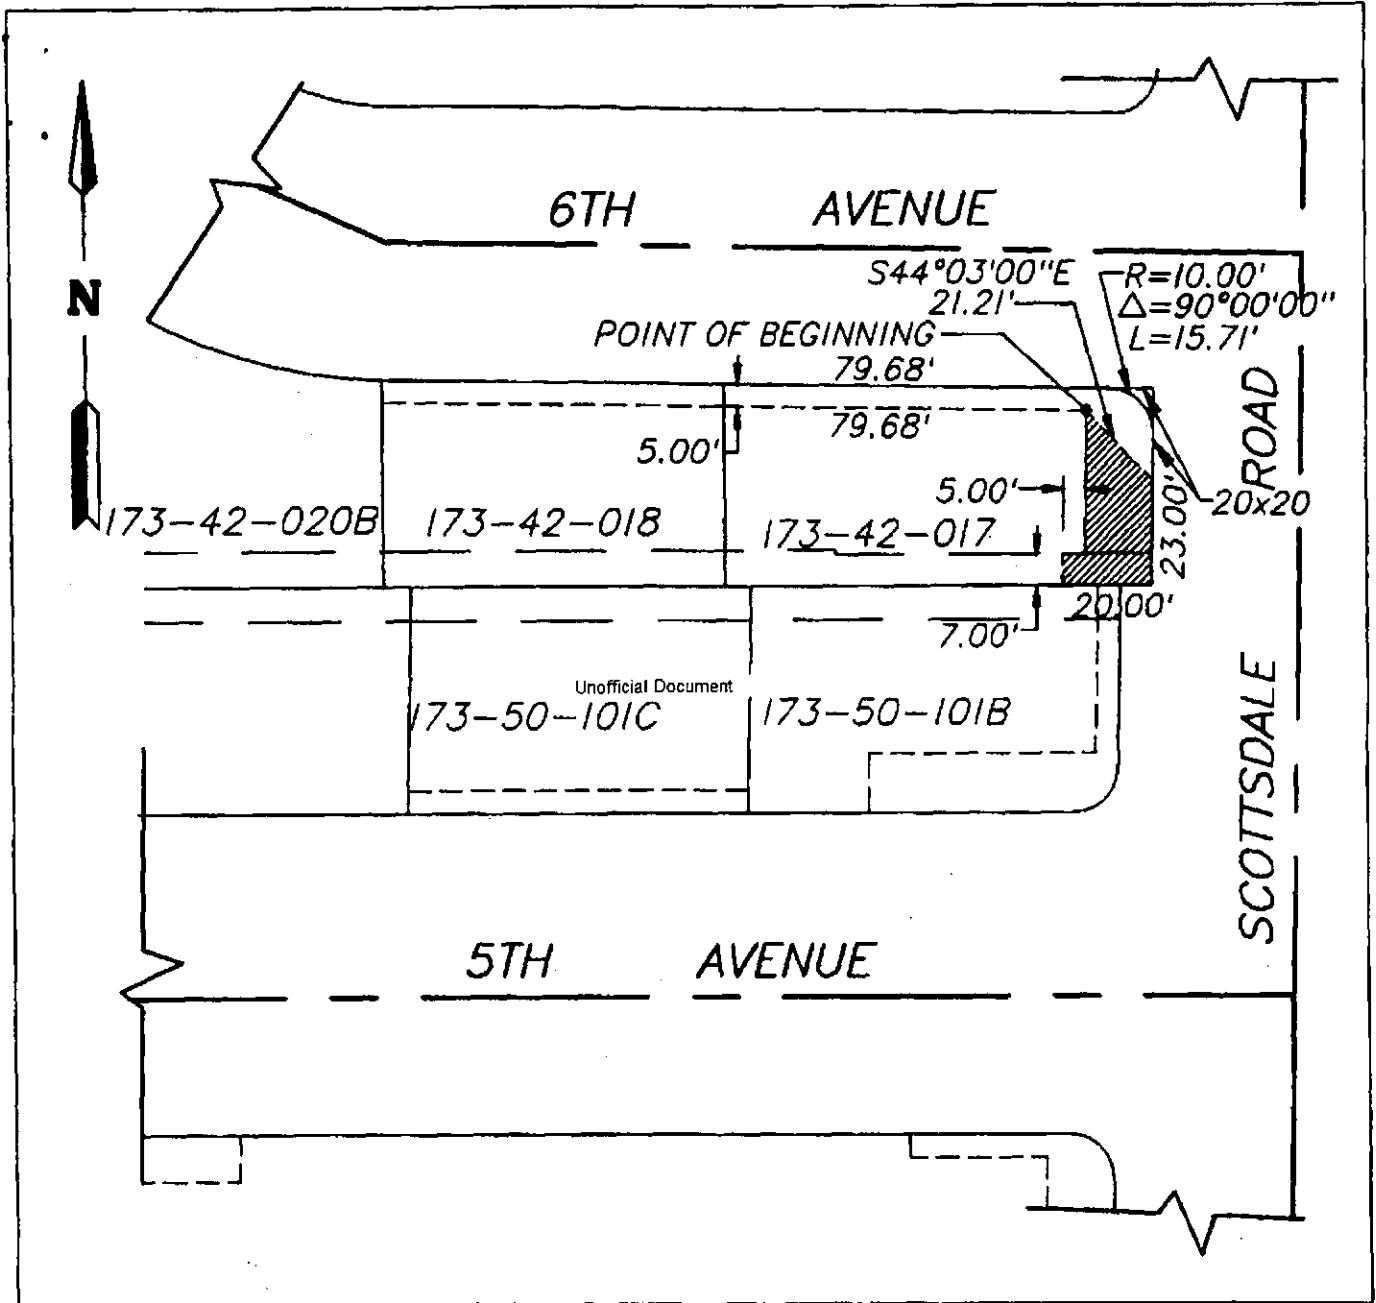 6TH AVENUE
S44°03'00"E
21.21'
R=10.00'
Δ=90°00'00"
L=15.71'
POINT OF BEGINNING
79.68'
79.68'
5.00'
N
ROAD
5.00'
20x20
23.00'
173-42-020B
173-42-018
173-42-017
20.00'
7.00'
Unofficial Document
173-50-101C
173-50-101B
SCOTTSDALE
5TH AVENUE